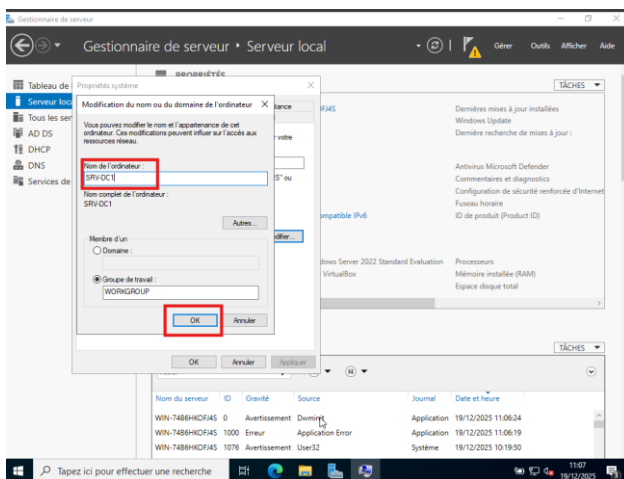 Gestionnaire de serveur
Gestionnaire de serveur ‣ Serveur local
Gérer Outils Afficher Aide
Tableau de
Serveur loc
Tous les ser
AD DS
DHCP
DNS
Services de
PROPRIÉTÉS
TÂCHES
Propriétés système
Modification du nom ou du domaine de l'ordinateur
Vous pouvez modifier le nom et l'appartenance de cet
ordinateur. Ces modifications peuvent influer sur l'accès aux
ressources réseau.
Nom de l'ordinateur :
SRV-DC1
Nom complet de l'ordinateur :
SRV-DC1
Autres...
Membre d'un
Domaine :
Groupe de travail :
WORKGROUP
OK Annuler
tance
votre
IS" ou
difier...
OK Annuler Appliquer
FJ4S
mpatible IPv6
dows Server 2022 Standard Evaluation
VirtualBox
Dernières mises à jour installées
Windows Update
Dernière recherche de mises à jour :
Antivirus Microsoft Defender
Commentaires et diagnostics
Configuration de sécurité renforcée d'Internet
Fuseau horaire
ID de produit (Product ID)
Processeurs
Mémoire installée (RAM)
Espace disque total
TÂCHES
Nom du serveur ID Gravité Source Journal Date et heure
WIN-74B6HKOFJ4S 0 Avertissement Dwminit Application 19/12/2025 11:06:24
WIN-74B6HKOFJ4S 1000 Erreur Application Error Application 19/12/2025 11:06:19
WIN-74B6HKOFJ4S 1076 Avertissement User32 Système 19/12/2025 10:19:50
Tapez ici pour effectuer une recherche
11:07
19/12/2025